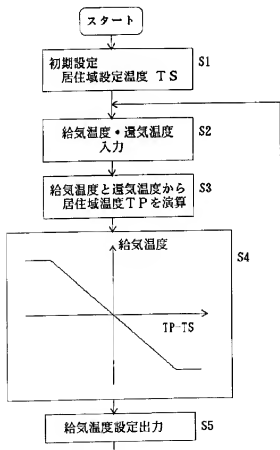 スタート
初期設定
居住域設定温度 TS
S1
給気温度・還気温度
入力
S2
給気温度と還気温度から
居住域温度TPを演算
S3
給気温度
S4
TP-TS
給気温度設定出力
S5